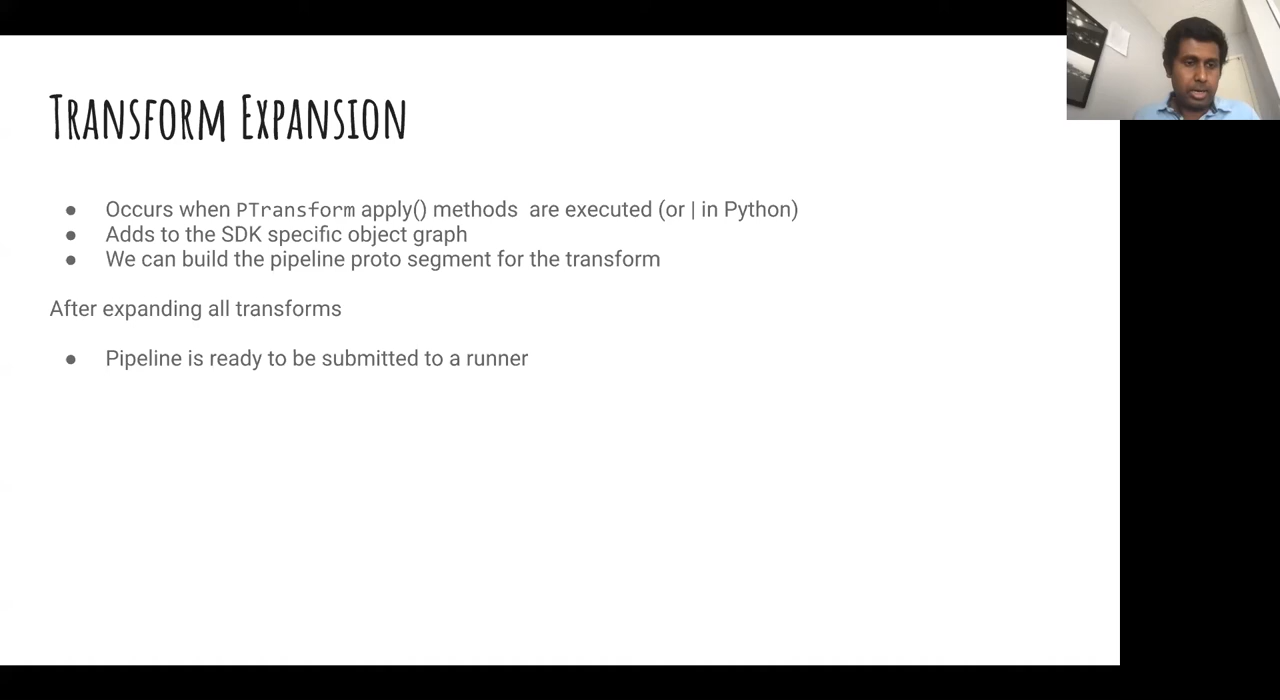 Transform Expansion
● Occurs when PTransform apply() methods are executed (or | in Python)
● Adds to the SDK specific object graph
● We can build the pipeline proto segment for the transform
After expanding all transforms
● Pipeline is ready to be submitted to a runner